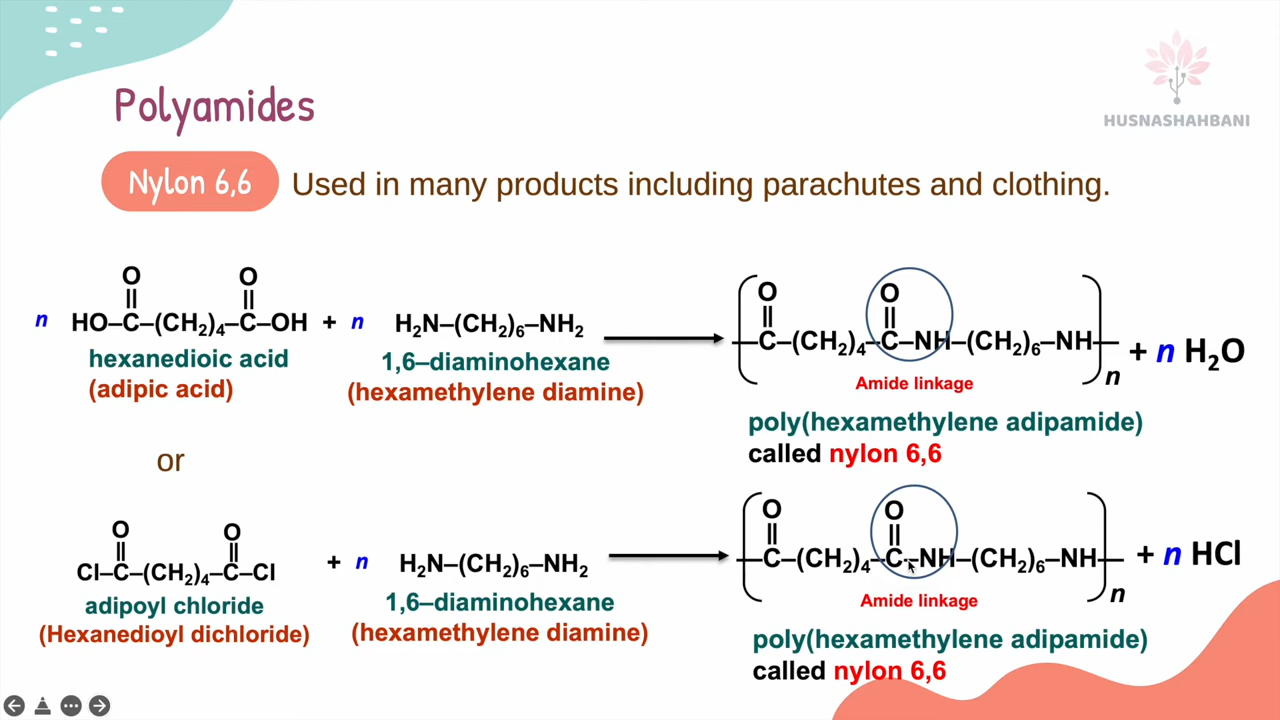 HUSNASHAHBANI
Polyamides
Nylon 6,6 Used in many products including parachutes and clothing.
O O
n HO–C–(CH₂)₄–C–OH + n H₂N–(CH₂)₆–NH₂
hexanedioic acid
(adipic acid)
1,6–diaminohexane
(hexamethylene diamine)
O O
–C–(CH₂)₄–C–NH–(CH₂)₆–NH– n + n H₂O
Amide linkage
poly(hexamethylene adipamide)
called nylon 6,6
or
O O
Cl–C–(CH₂)₄–C–Cl + n H₂N–(CH₂)₆–NH₂
adipoyl chloride
(Hexanedioyl dichloride)
1,6–diaminohexane
(hexamethylene diamine)
O O
–C–(CH₂)₄–C–NH–(CH₂)₆–NH– n + n HCl
Amide linkage
poly(hexamethylene adipamide)
called nylon 6,6